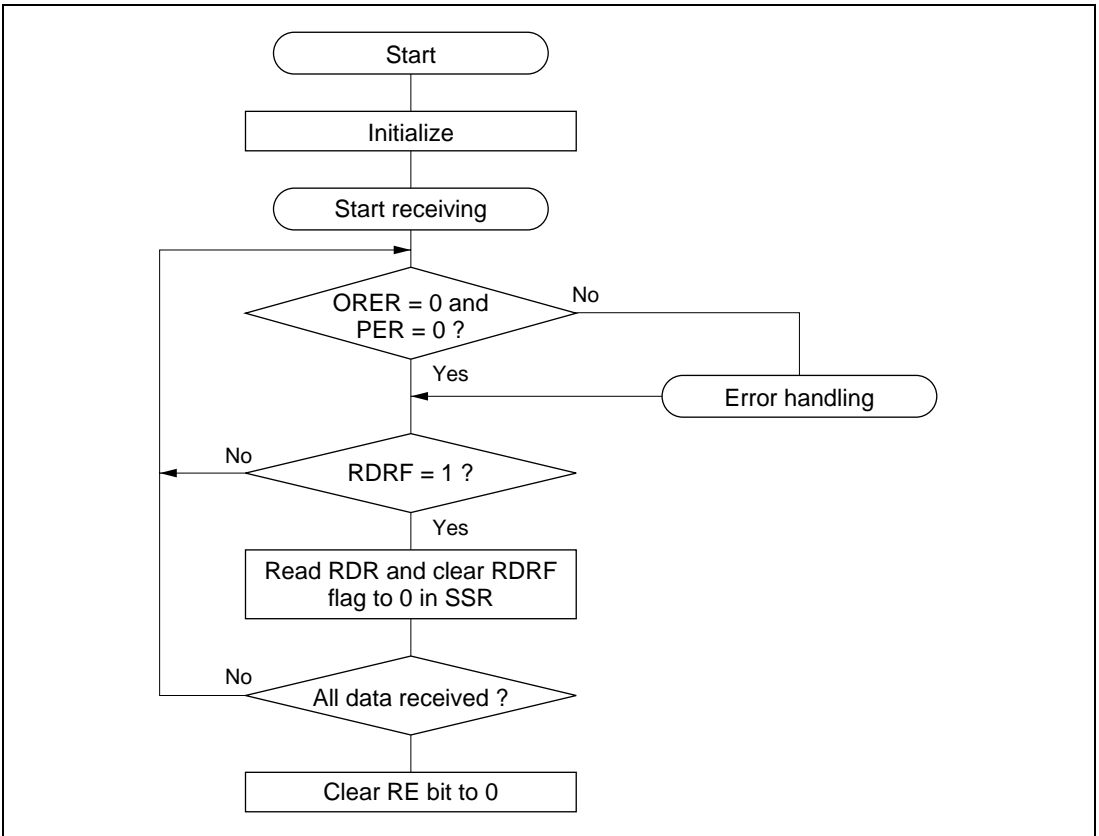 Start
Initialize
Start receiving
ORER = 0 and
PER = 0 ?
No
Yes
Error handling
No
RDRF = 1 ?
Yes
Read RDR and clear RDRF
flag to 0 in SSR
No
All data received ?
Clear RE bit to 0